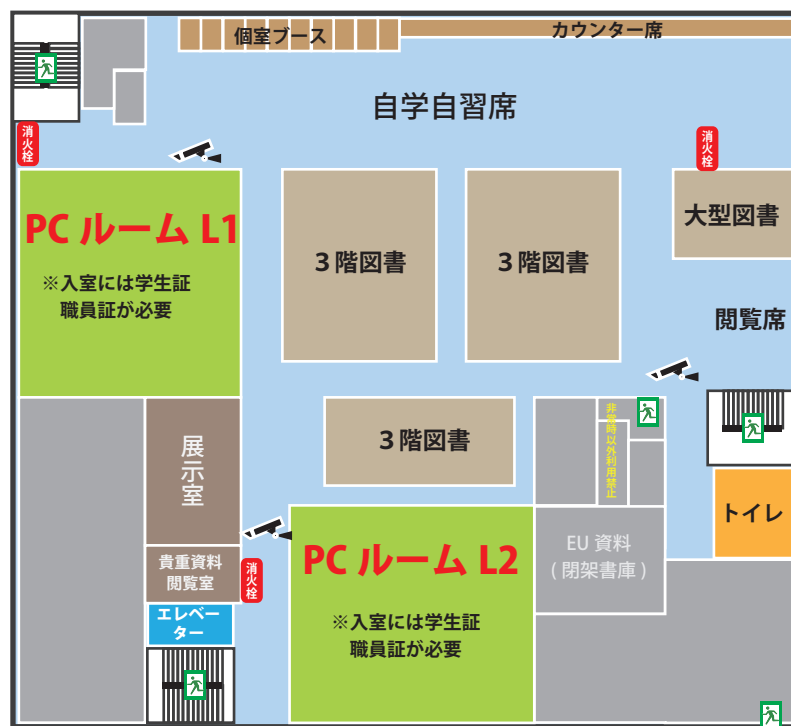 個室ブース
カウンター席
自学自習席
消火栓
消火栓
PC ルーム L1
※入室には学生証
職員証が必要
３階図書
３階図書
大型図書
閲覧席
展示室
３階図書
非常時以外利用禁止
トイレ
貴重資料
閲覧室
消火栓
PC ルーム L2
※入室には学生証
職員証が必要
EU 資料
( 閉架書庫 )
エレベー
ター